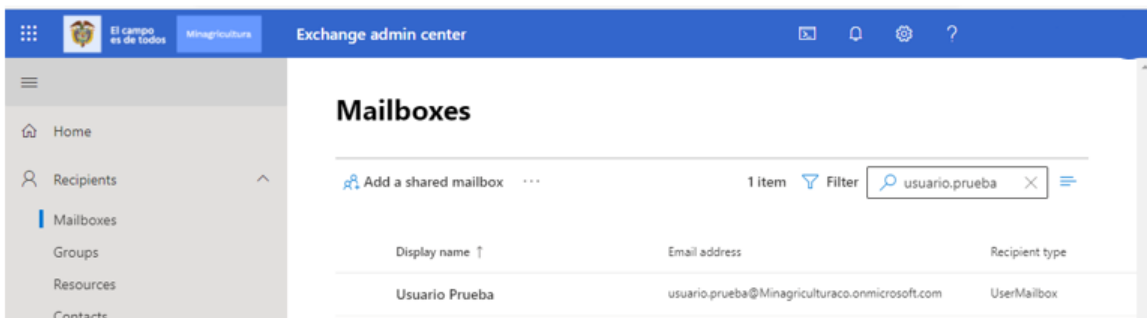 El campo
es de todos
Minagricultura
Exchange admin center
?
Home
Recipients
Mailboxes
Groups
Resources
Contacts
Mailboxes
Add a shared mailbox ...
1 item Filter usuario.prueba
Display name ↑ Email address Recipient type
Usuario Prueba usuario.prueba@Minagriculturaco.onmicrosoft.com UserMailbox